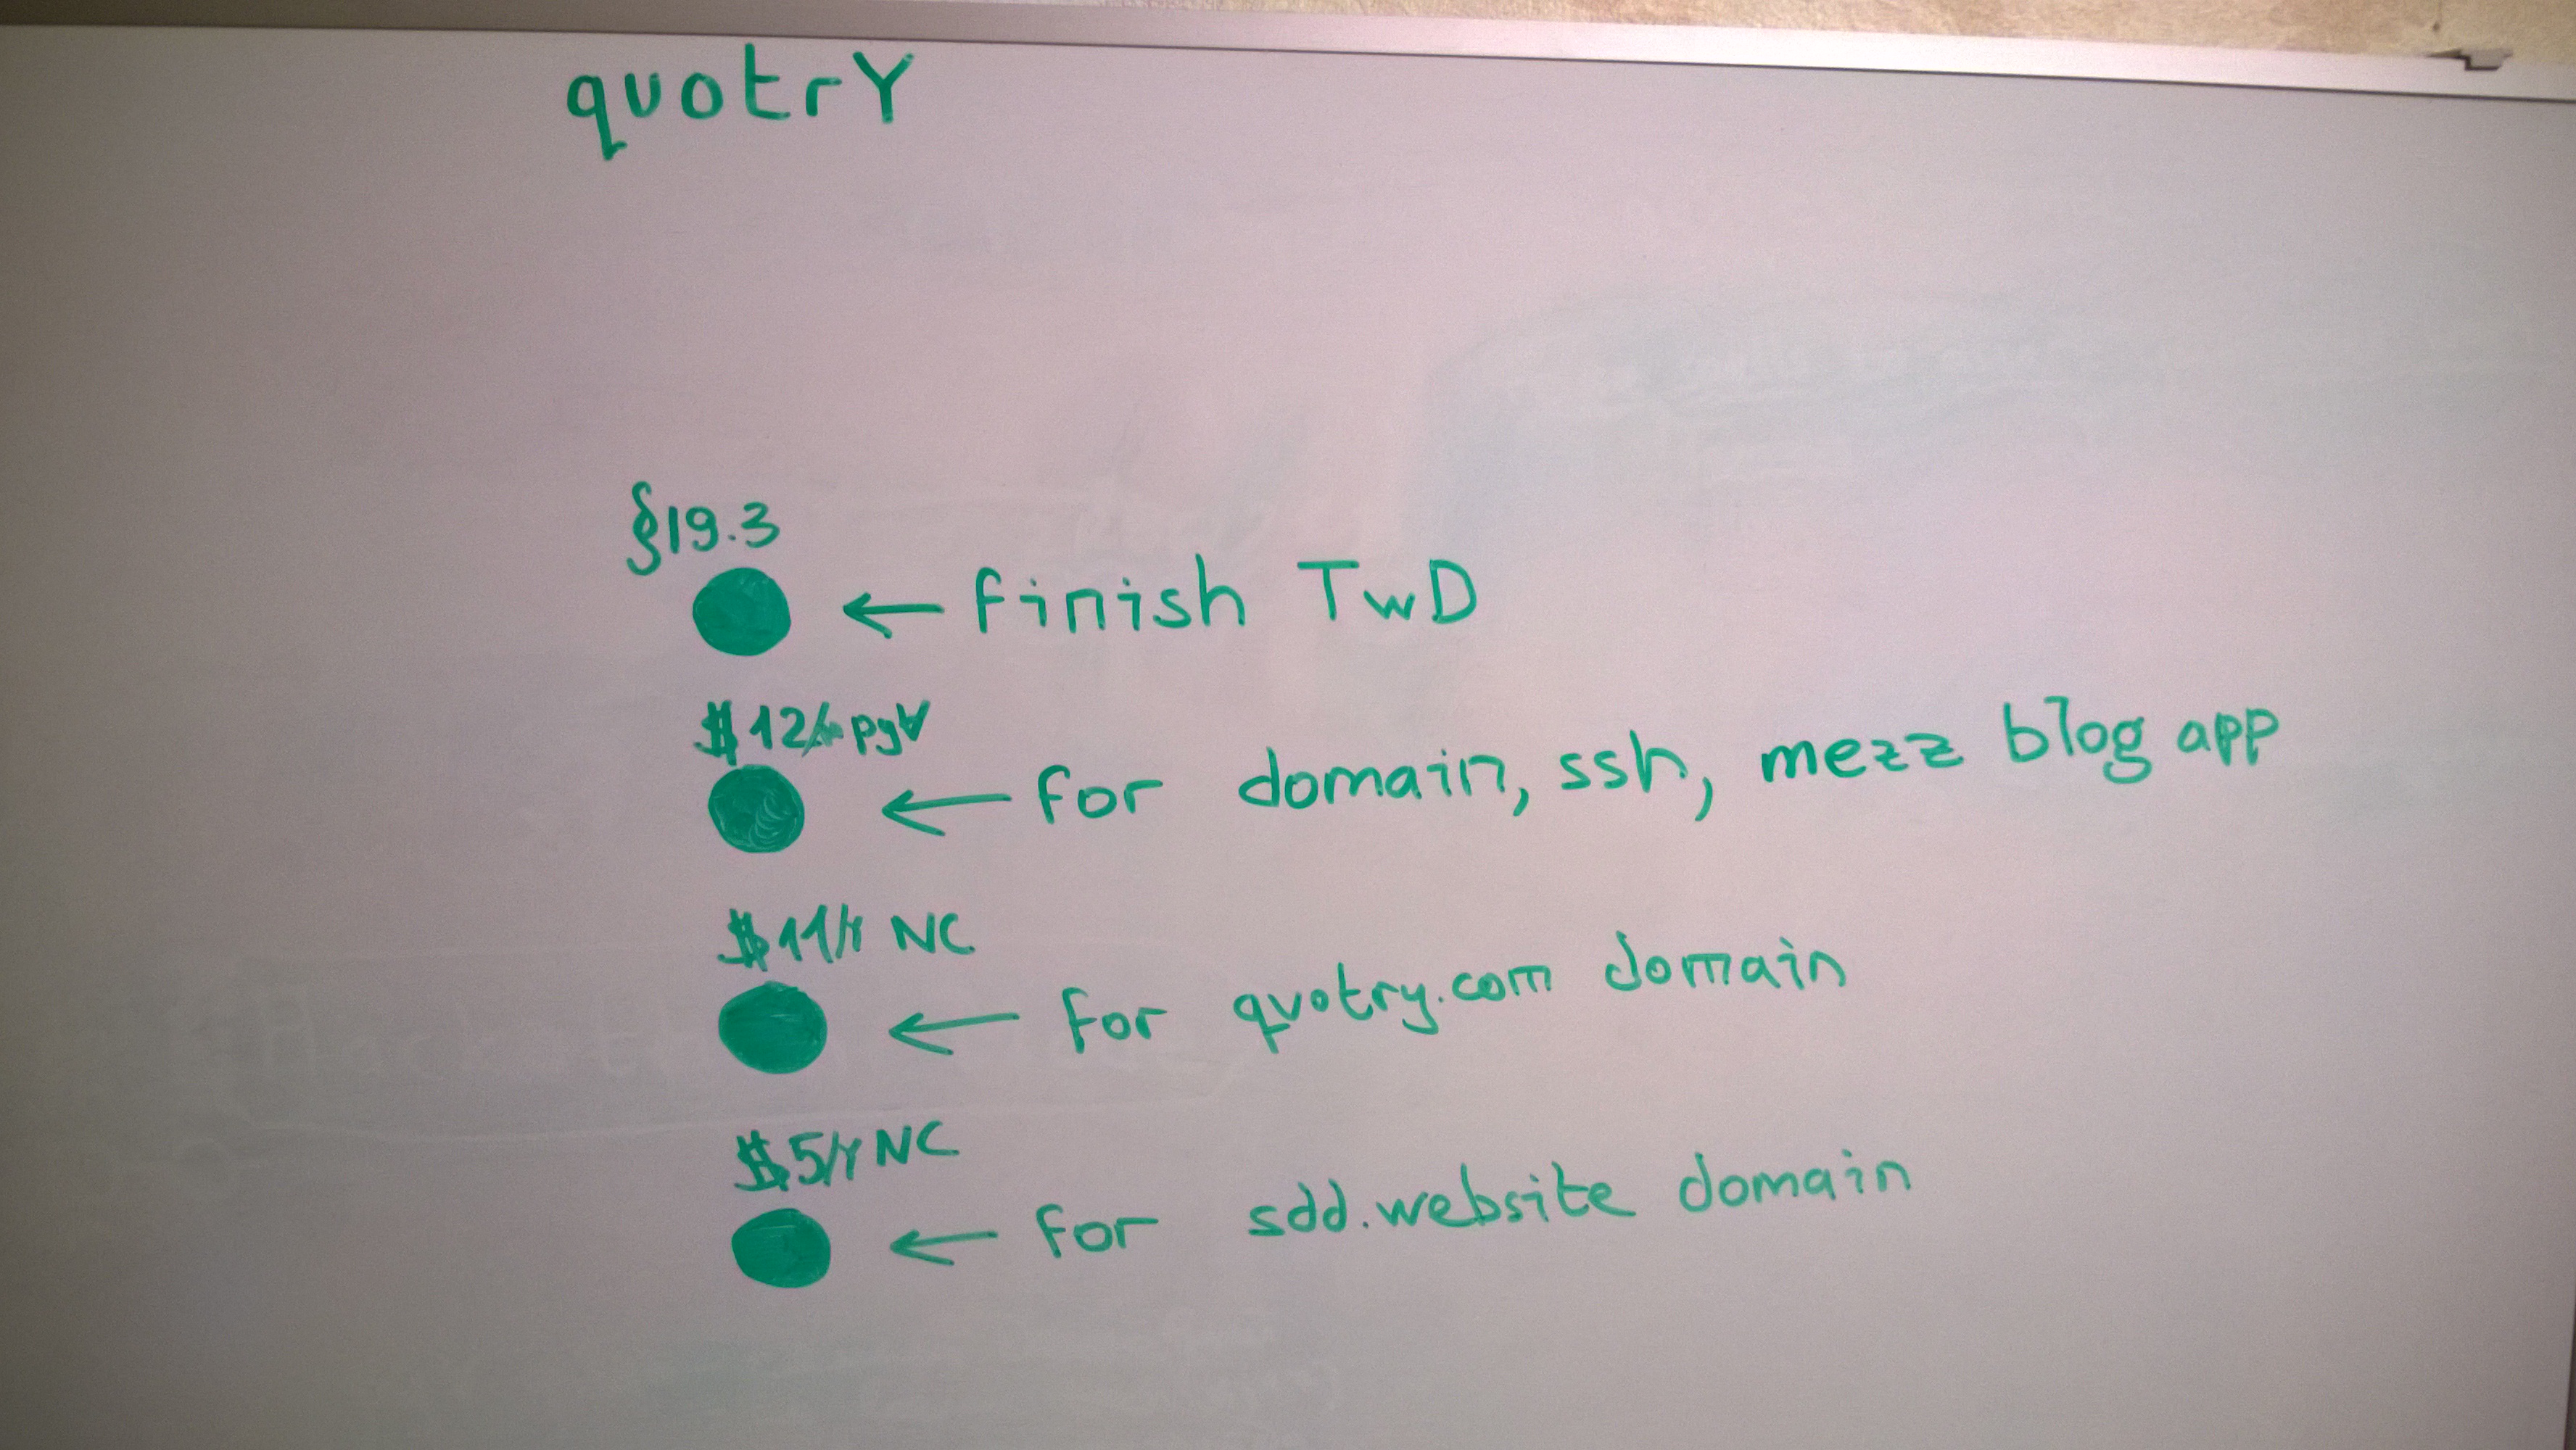 quotrY
§19.3
← finish TwD
$12
← for domain, ssh, mezz blog app
$11/Y NC
← for quotry.com domain
$5/Y NC
← for sdd.website domain